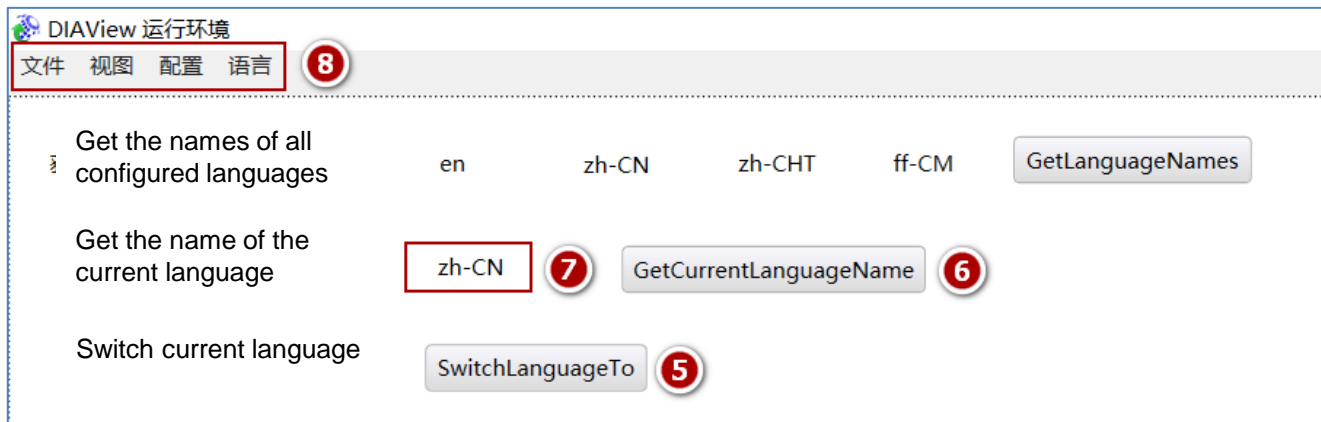 DIAView 运行环境
文件 视图 配置 语言 8
Get the names of all
configured languages
en zh-CN zh-CHT ff-CM GetLanguageNames
Get the name of the
current language
zh-CN 7 GetCurrentLanguageName 6
Switch current language
SwitchLanguageTo 5